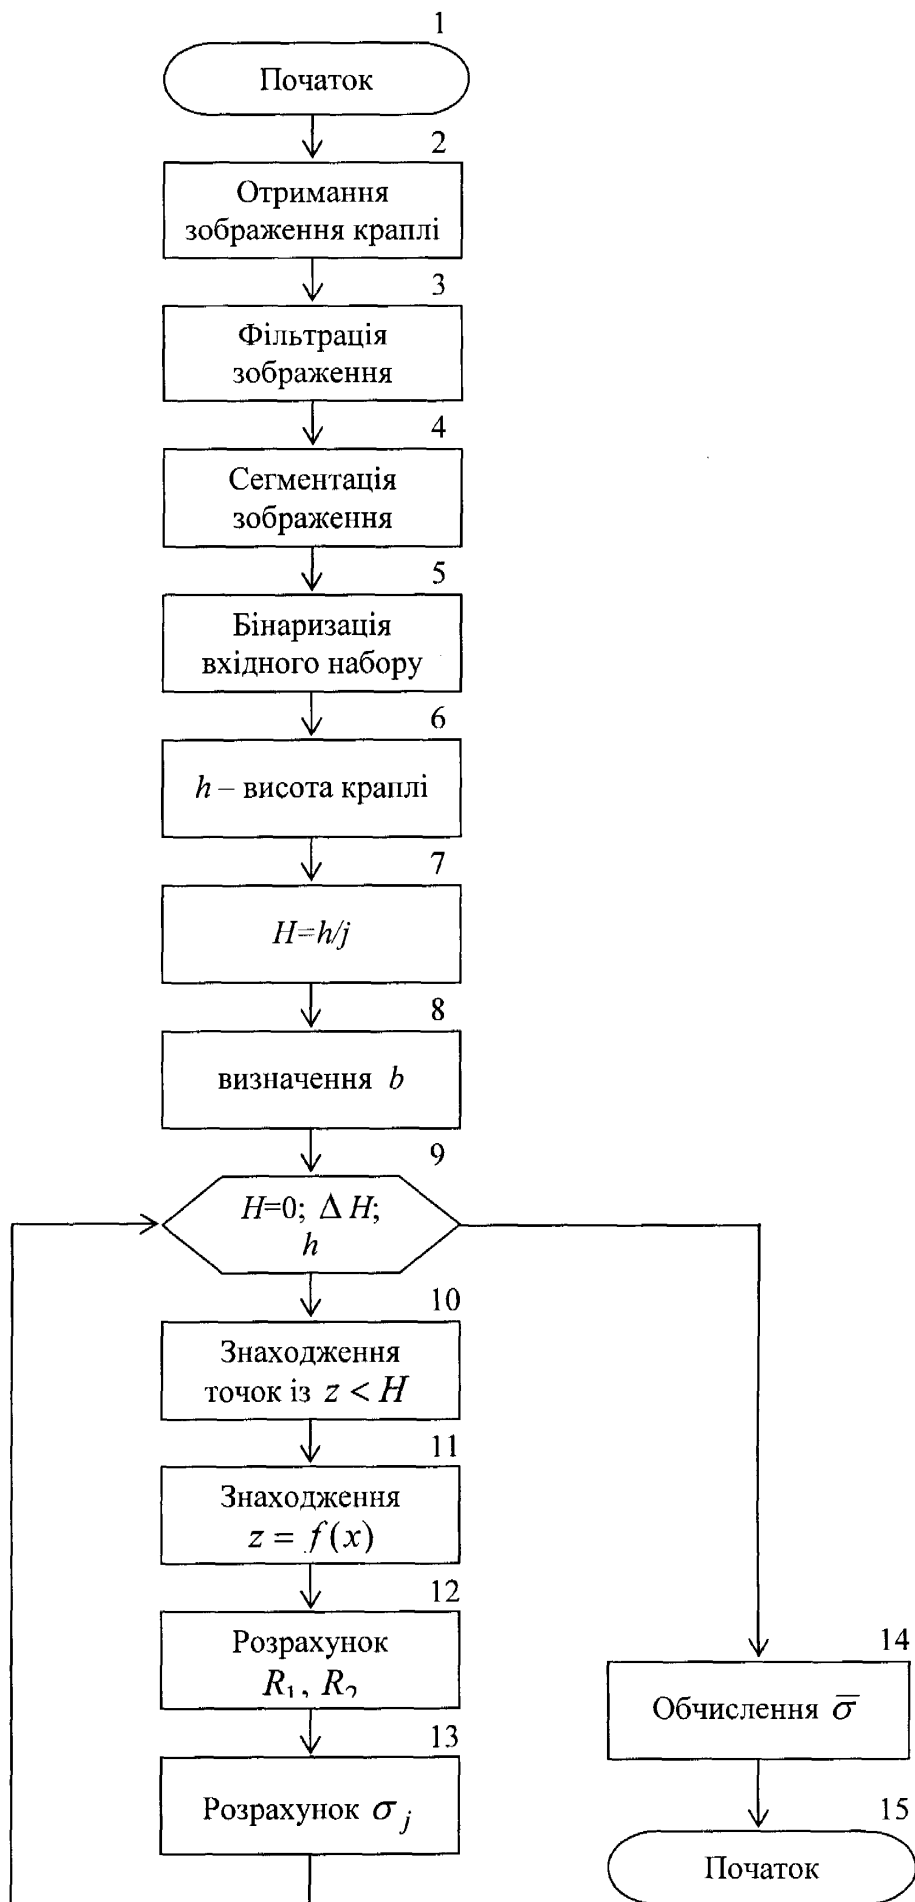 1
Початок
2
Отримання
зображення краплі
3
Фільтрація
зображення
4
Сегментація
зображення
5
Бінаризація
вхідного набору
6
h – висота краплі
7
H=h/j
8
визначення b
9
H=0; Δ H;
h
10
Знаходження
точок із z < H
11
Знаходження
z = f(x)
12
Розрахунок
R₁, R₂
13
Розрахунок σ j
14
Обчислення σ̅
15
Початок